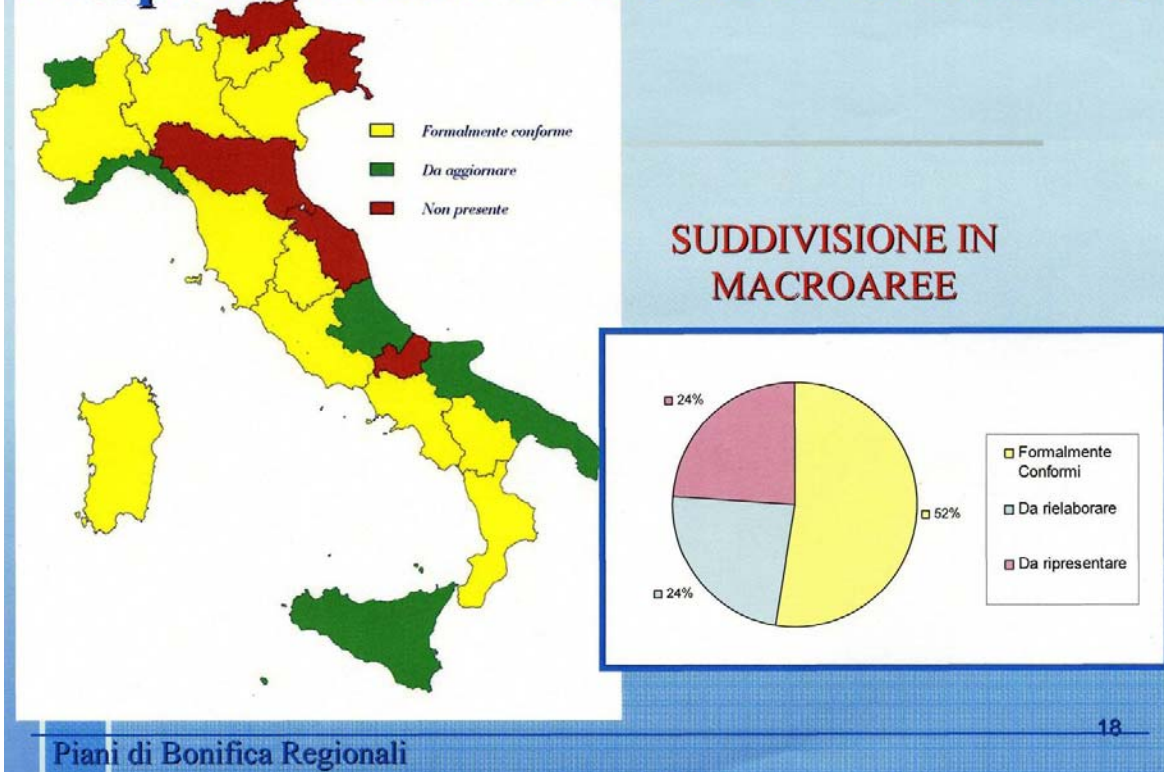 Formalmente conforme
Da aggiornare
Non presente
SUDDIVISIONE IN
MACROAREE
24%
52%
24%
Formalmente
Conformi
Da rielaborare
Da ripresentare
18
Piani di Bonifica Regionali